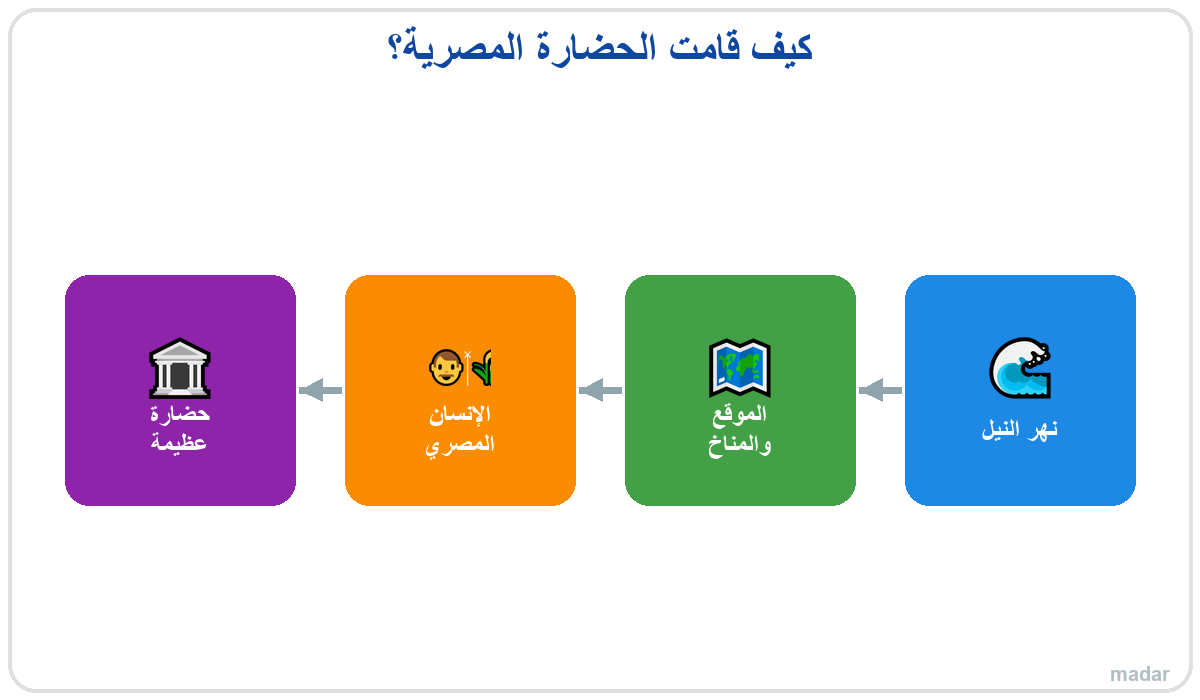 كيف قامت الحضارة المصرية؟
نهر النيل
الموقع
والمناخ
الإنسان
المصري
حضارة
عظيمة
madar